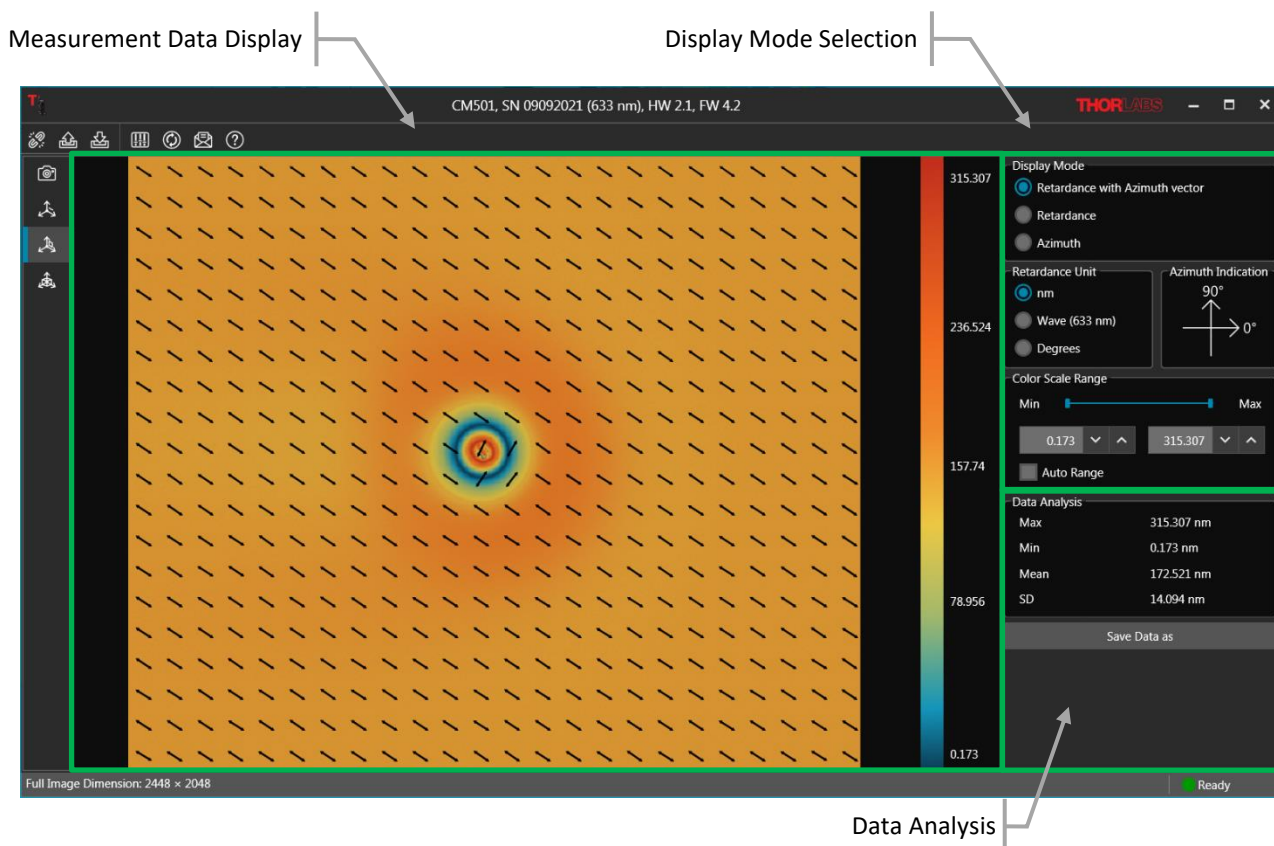 Measurement Data Display
Display Mode Selection
CM501, SN 09092021 (633 nm), HW 2.1, FW 4.2
THORLABS
315.307
236.524
157.74
78.956
0.173
Display Mode
Retardance with Azimuth vector
Retardance
Azimuth
Retardance Unit
nm
Wave (633 nm)
Degrees
Azimuth Indication
90°
0°
Color Scale Range
Min Max
0.173 315.307
Auto Range
Data Analysis
Max 315.307 nm
Min 0.173 nm
Mean 172.521 nm
SD 14.094 nm
Save Data as
Full Image Dimension: 2448 × 2048
Ready
Data Analysis